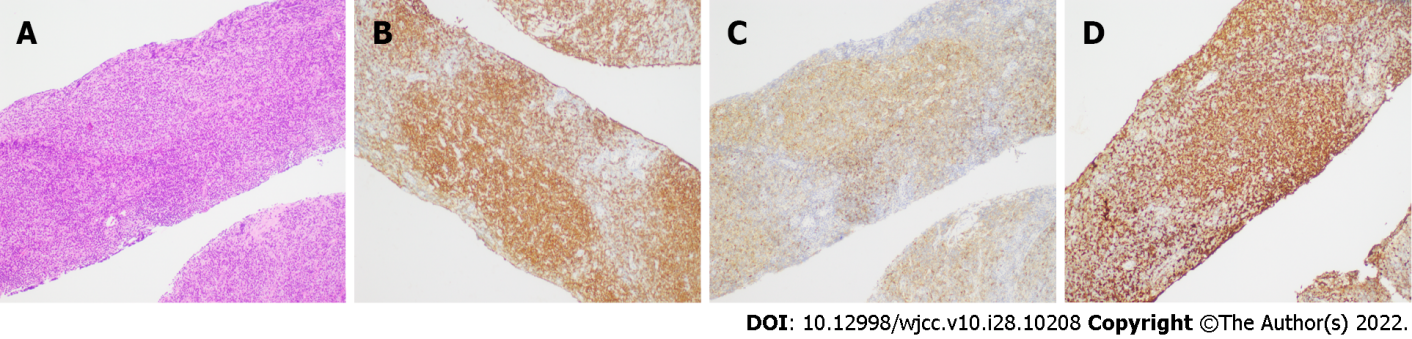 A
B
C
D
DOI: 10.12998/wjcc.v10.i28.10208 Copyright ©The Author(s) 2022.